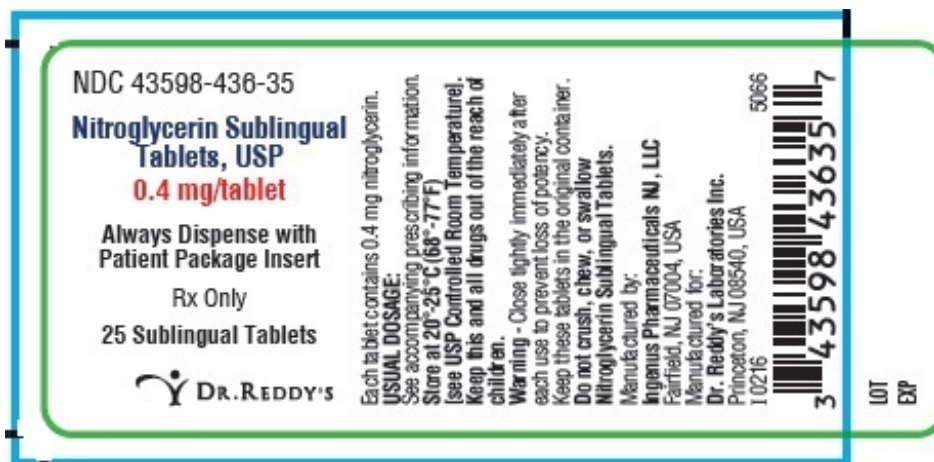 NDC 43598-436-35
Nitroglycerin Sublingual
Tablets, USP
0.4 mg/tablet
Always Dispense with
Patient Package Insert
Rx Only
25 Sublingual Tablets
DR.REDDY'S
Each tablet contains 0.4 mg nitroglycerin.
USUAL DOSAGE:
See accompanying prescribing information.
Store at 20°-25°C (68°-77°F)
[see USP Controlled Room Temperature].
Keep this and all drugs out of the reach of
children.
Warning - Close tightly immediately after
each use to prevent loss of potency.
Keep these tablets in the original container.
Do not crush, chew, or swallow
Nitroglycerin Sublingual Tablets.
Manufactured by:
Ingenus Pharmaceuticals NJ, LLC
Fairfield, NJ 07004, USA
Manufactured for:
Dr. Reddy's Laboratories Inc.
Princeton, NJ 08540, USA
I 0216
5066
3 43598 43635 7
LOT
EXP